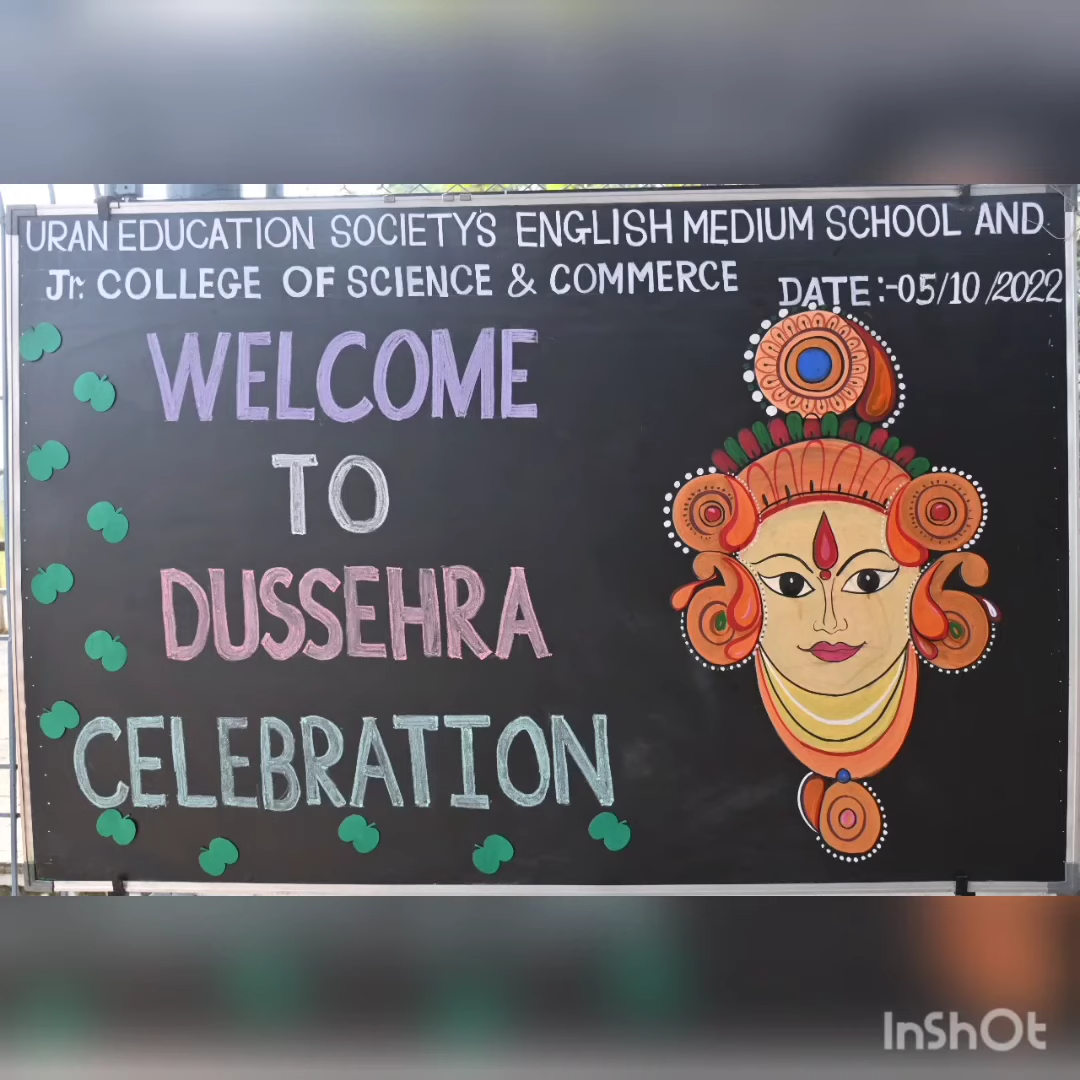 URAN EDUCATION SOCIETY'S ENGLISH MEDIUM SCHOOL AND
Jr. COLLEGE OF SCIENCE & COMMERCE
DATE:-05/10/2022
WELCOME
TO
DUSSEHRA
CELEBRATION
InShOt